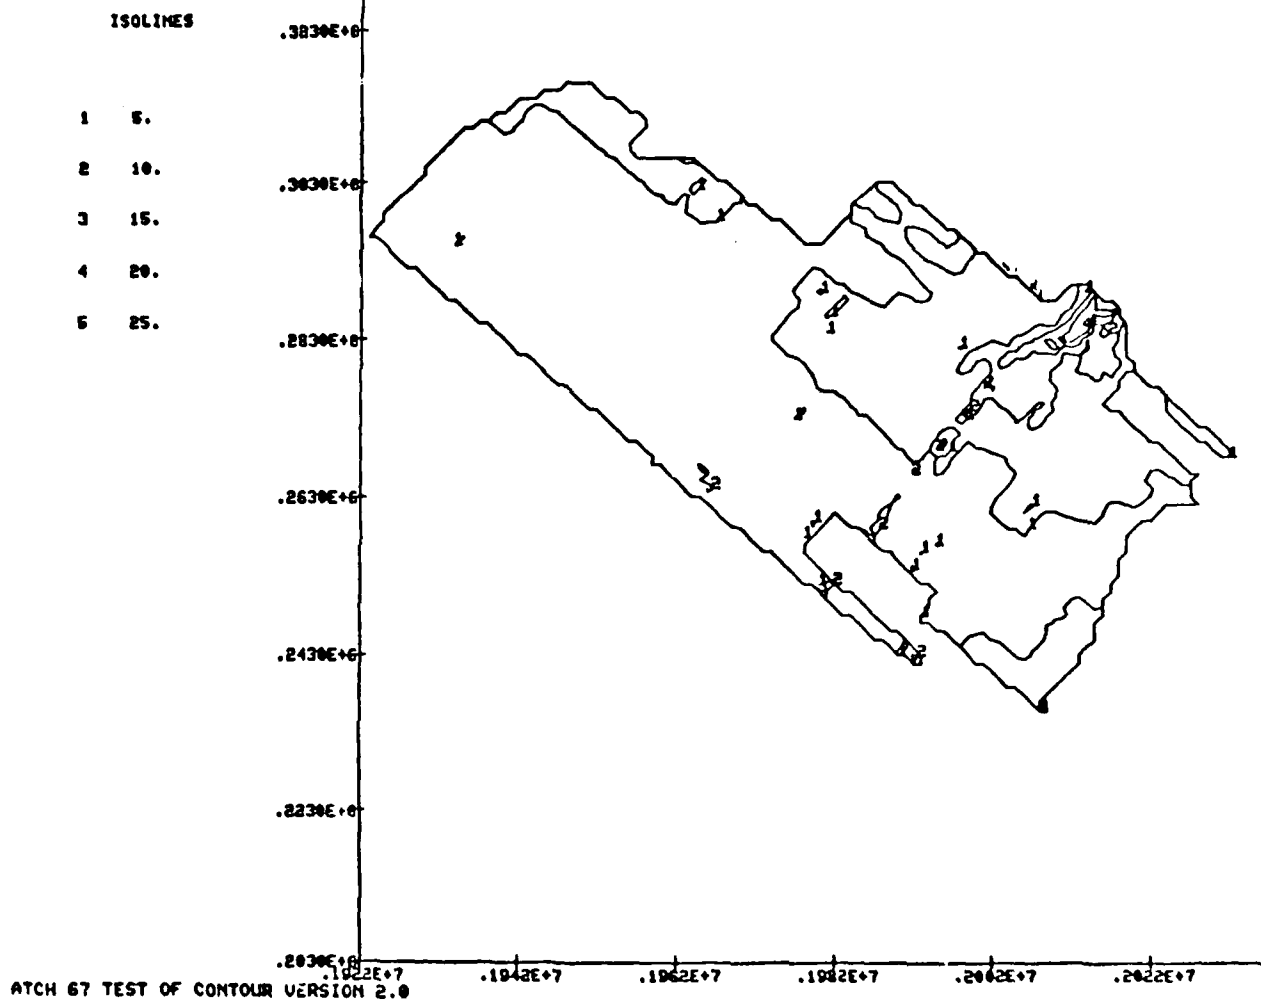 ISOLINES
1 5.
2 10.
3 15.
4 20.
5 25.
.3230E+6
.3030E+6
.2830E+6
.2630E+6
.2430E+6
.2230E+6
.2030E+6
.1922E+7 .1942E+7 .1962E+7 .1982E+7 .2002E+7 .2022E+7
ATCH 67 TEST OF CONTOUR VERSION 2.0